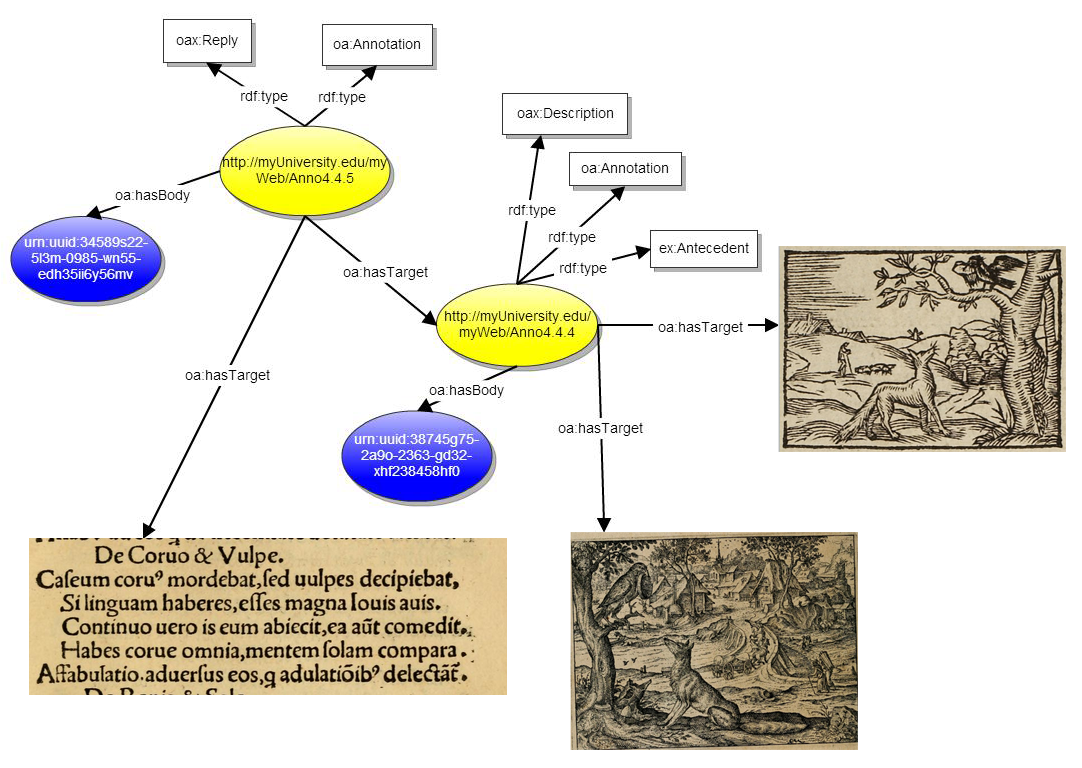 oax:Reply
oa:Annotation
rdf:type
rdf:type
http://myUniversity.edu/my
Web/Anno4.4.5
oa:hasBody
urn:uuid:34589s22-
5l3m-0985-wn55-
edh35ii6y56mv
oa:hasTarget
oa:hasTarget
oax:Description
oa:Annotation
ex:Antecedent
rdf:type
rdf:type
rdf:type
http://myUniversity.edu/
myWeb/Anno4.4.4
oa:hasTarget
oa:hasBody
oa:hasTarget
urn:uuid:38745g75-
2a9o-2363-gd32-
xhf238458hf0
De Coruo & Vulpe.
Caſeum coruꝰ mordebat,ſed uulpes decipiebat,
Si linguam haberes,eſſes magna Iouis auis.
Continuo uero is eum abiecit,ea aũt comedit,
Habes corue omnia,mentem ſolam compara.
Affabulatio.aduerſus eos,q adulatiõibꝰ delectãt̃.